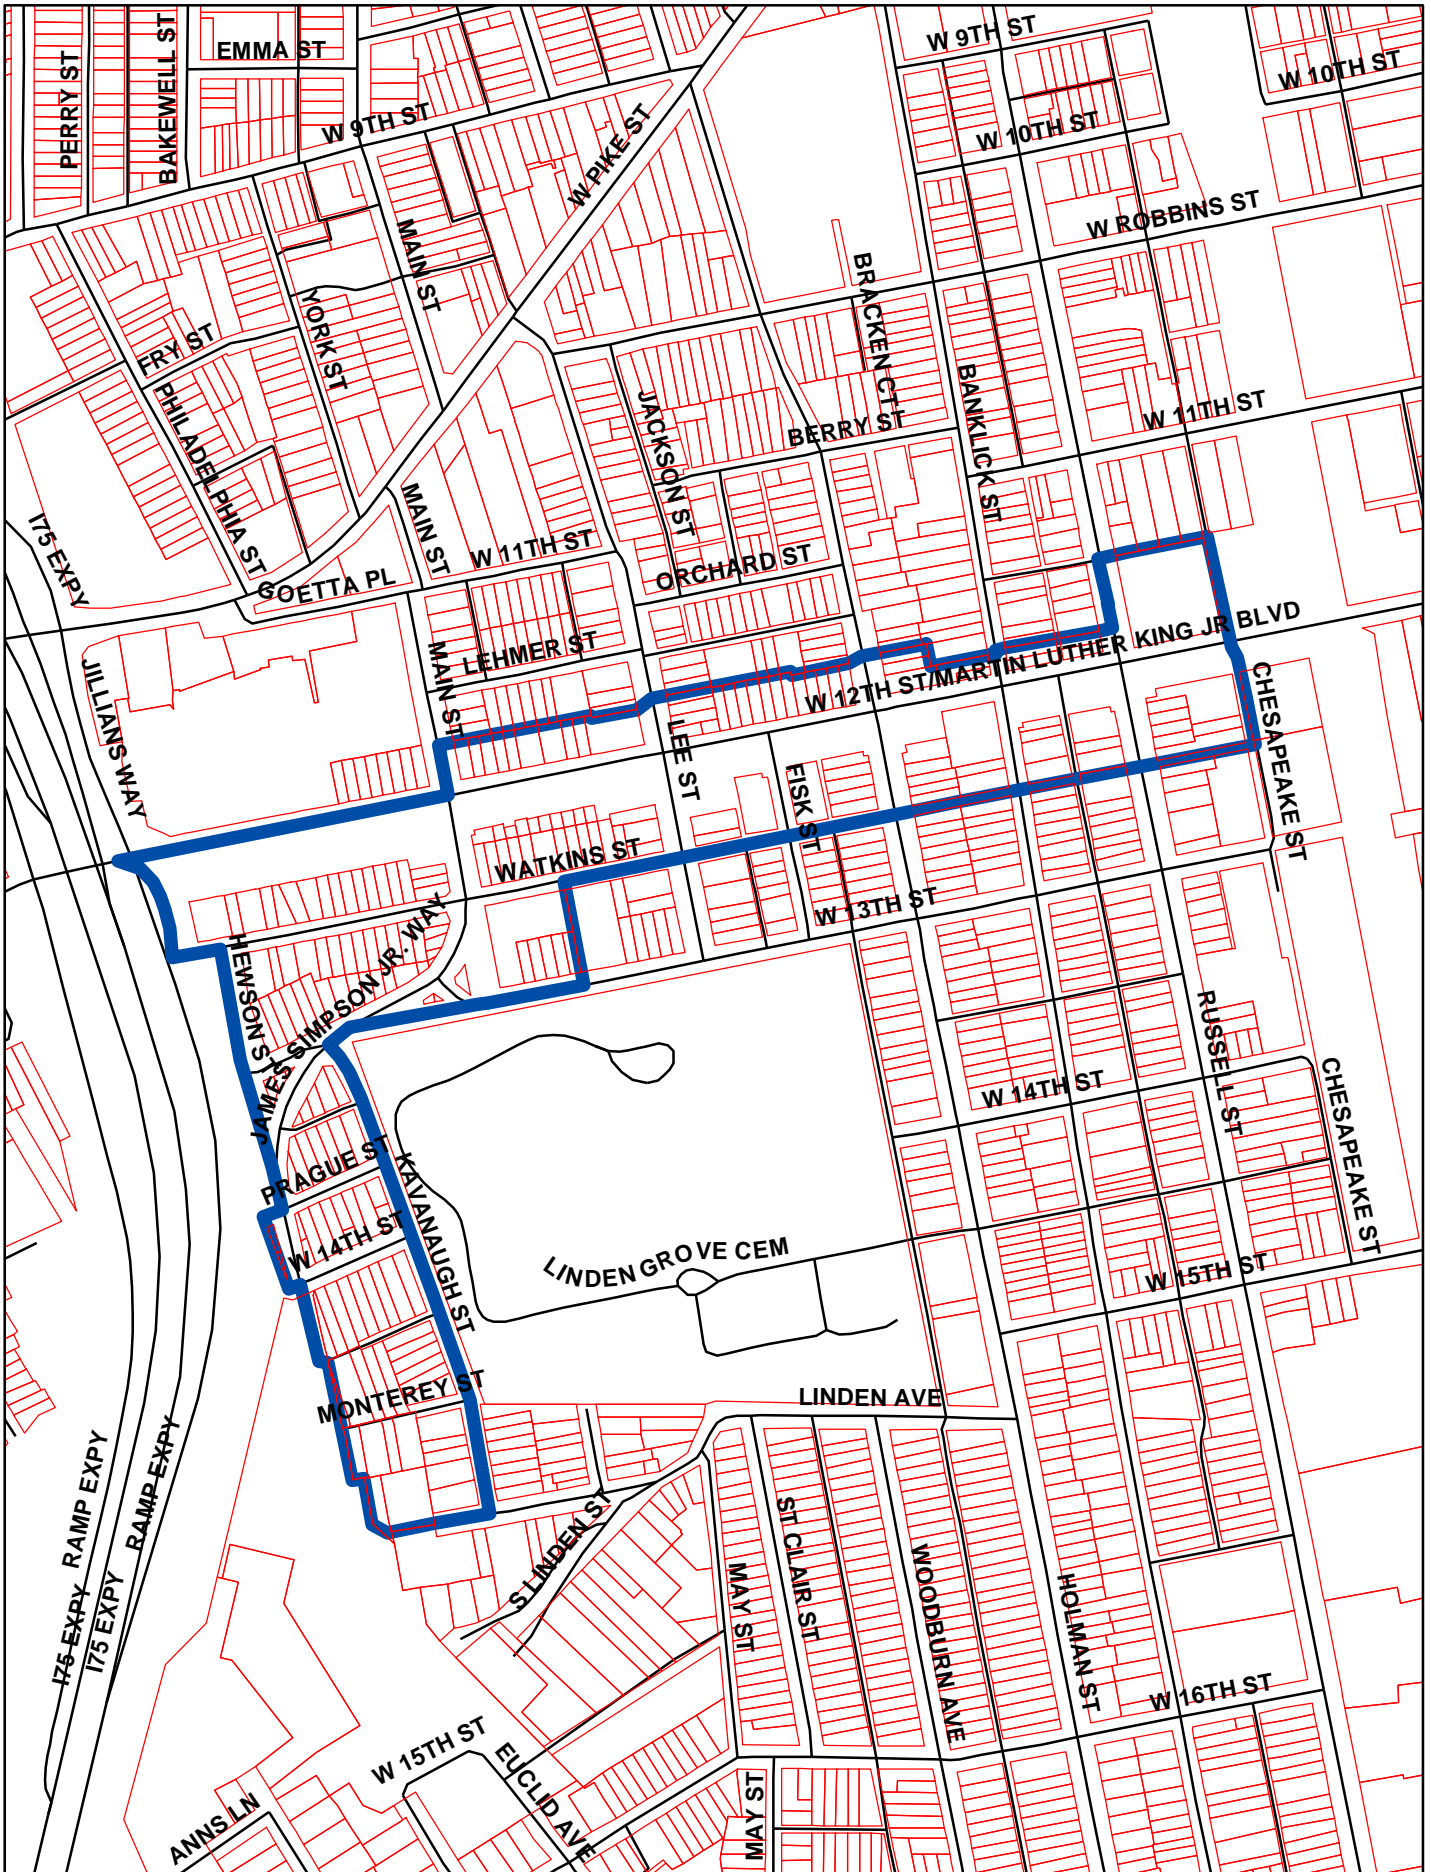 PERRY ST
BAKEWELL ST
EMMA ST
W 9TH ST
W 9TH ST
W 10TH ST
W 10TH ST
W PIKE ST
W ROBBINS ST
MAIN ST
BRACKEN CT
YORK ST
FRY ST
PHILADELPHIA ST
JACKSON ST
BERRY ST
BANKLICK ST
W 11TH ST
I75 EXPY
MAIN ST
W 11TH ST
GOETTA PL
ORCHARD ST
JILLIANS WAY
MAIN ST
LEHMER ST
W 12TH ST/MARTIN LUTHER KING JR BLVD
LEE ST
FISK ST
CHESAPEAKE ST
WATKINS ST
W 13TH ST
HEWSON ST
JAMES SIMPSON JR. WAY
RUSSELL ST
W 14TH ST
CHESAPEAKE ST
PRAGUE ST
KAVANAUGH ST
W 14TH ST
LINDEN GROVE CEM
W 15TH ST
MONTEREY ST
LINDEN AVE
RAMP EXPY
RAMP EXPY
S LINDEN ST
ST CLAIR ST
MAY ST
WOODBURN AVE
HOLMAN ST
I75 EXPY
I75 EXPY
W 16TH ST
W 15TH ST
EUCLID AVE
MAY ST
ANNS LN